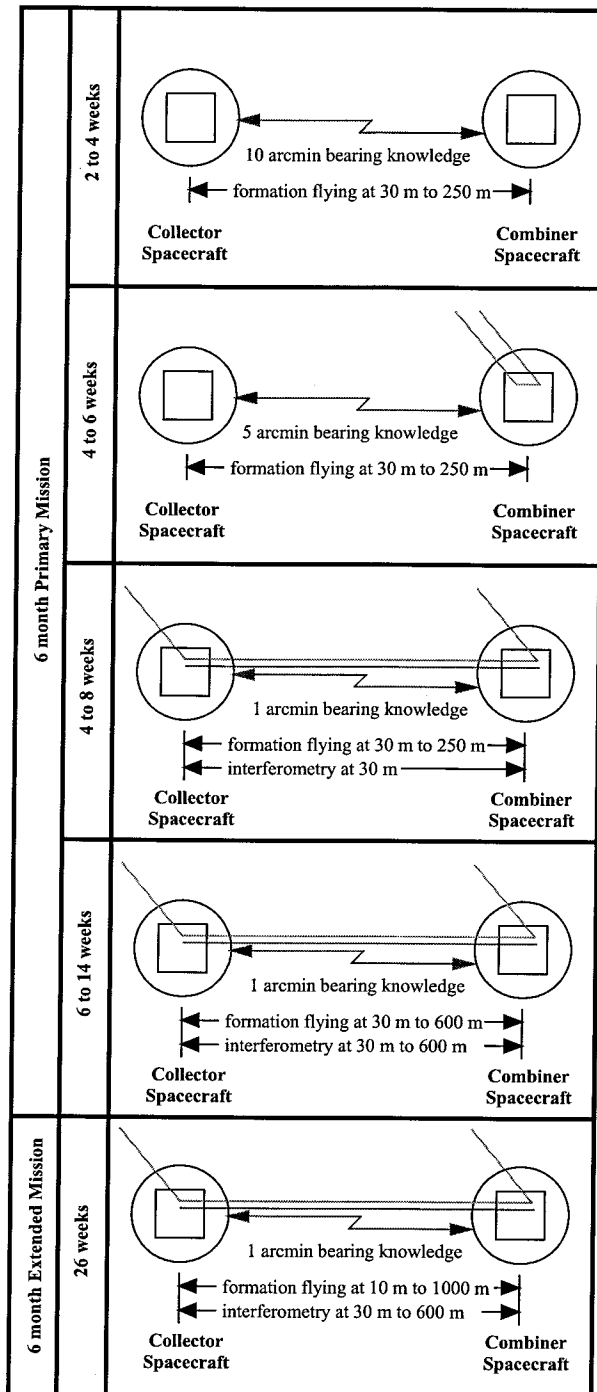 6 month Primary Mission
2 to 4 weeks
10 arcmin bearing knowledge
formation flying at 30 m to 250 m
Collector Spacecraft
Combiner Spacecraft
4 to 6 weeks
5 arcmin bearing knowledge
formation flying at 30 m to 250 m
Collector Spacecraft
Combiner Spacecraft
4 to 8 weeks
1 arcmin bearing knowledge
formation flying at 30 m to 250 m
interferometry at 30 m
Collector Spacecraft
Combiner Spacecraft
6 to 14 weeks
1 arcmin bearing knowledge
formation flying at 30 m to 600 m
interferometry at 30 m to 600 m
Collector Spacecraft
Combiner Spacecraft
6 month Extended Mission
26 weeks
1 arcmin bearing knowledge
formation flying at 10 m to 1000 m
interferometry at 30 m to 600 m
Collector Spacecraft
Combiner Spacecraft